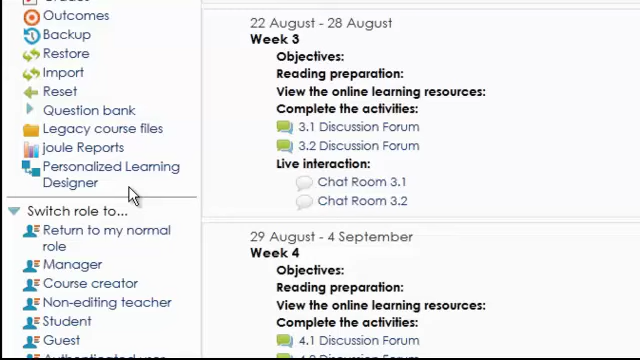 Outcomes
Backup
Restore
Import
Reset
Question bank
Legacy course files
joule Reports
Personalized Learning
Designer
Switch role to...
Return to my normal
role
Manager
Course creator
Non-editing teacher
Student
Guest
22 August - 28 August
Week 3
Objectives:
Reading preparation:
View the online learning resources:
Complete the activities:
3.1 Discussion Forum
3.2 Discussion Forum
Live interaction:
Chat Room 3.1
Chat Room 3.2
29 August - 4 September
Week 4
Objectives:
Reading preparation:
View the online learning resources:
Complete the activities:
4.1 Discussion Forum